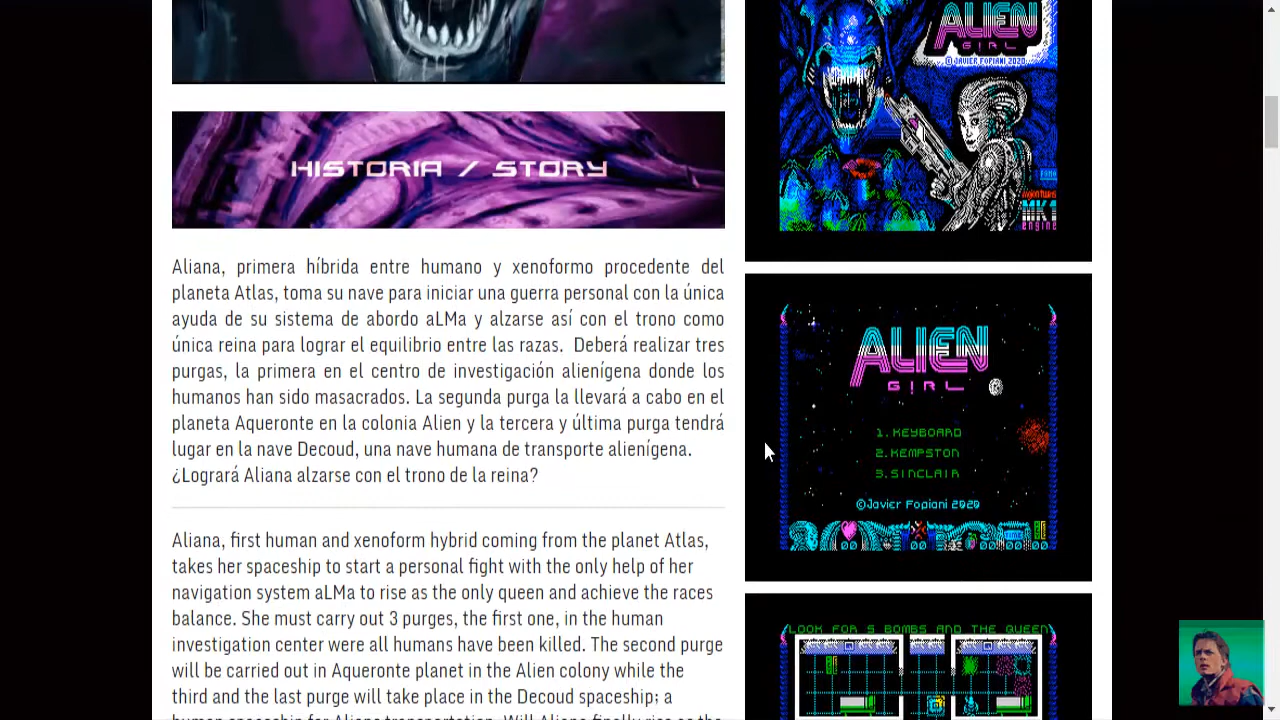 HISTORIA / STORY
Aliana, primera híbrida entre humano y xenoformo procedente del
planeta Atlas, toma su nave para iniciar una guerra personal con la única
ayuda de su sistema de abordo aLMa y alzarse así con el trono como
única reina para lograr el equilibrio entre las razas. Deberá realizar tres
purgas, la primera en el centro de investigación alienígena donde los
humanos han sido masacrados. La segunda purga la llevará a cabo en el
planeta Aqueronte en la colonia Alien y la tercera y última purga tendrá
lugar en la nave Decoud una nave humana de transporte alienígena.
¿Logrará Aliana alzarse con el trono de la reina?
Aliana, first human and xenoform hybrid coming from the planet Atlas,
takes her spaceship to start a personal fight with the only help of her
navigation system aLMa to rise as the only queen and achieve the races
balance. She must carry out 3 purges, the first one, in the human
investigation centre all humans have been killed. The second purge
will be carried out in Aqueronte planet in the Alien colony while the
third and the last purge will take place in the Decoud spaceship; a
ALIEN
GIRL
© JAVIER FOPIANI 2020
MK1
engine
ALIEN
GIRL
1. KEYBOARD
2. KEMPSTON
3. SINCLAIR
©Javier Fopiani 2020
TIME
LOOK FOR 5 BOMBS AND THE QUEEN